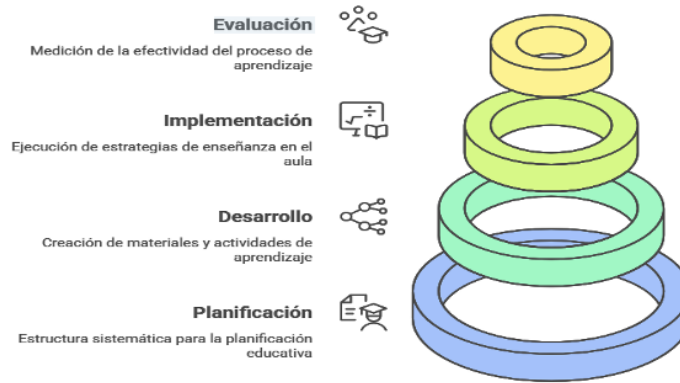 Evaluación
Medición de la efectividad del proceso de
aprendizaje
Implementación
Ejecución de estrategias de enseñanza en el
aula
Desarrollo
Creación de materiales y actividades de
aprendizaje
Planificación
Estructura sistemática para la planificación
educativa